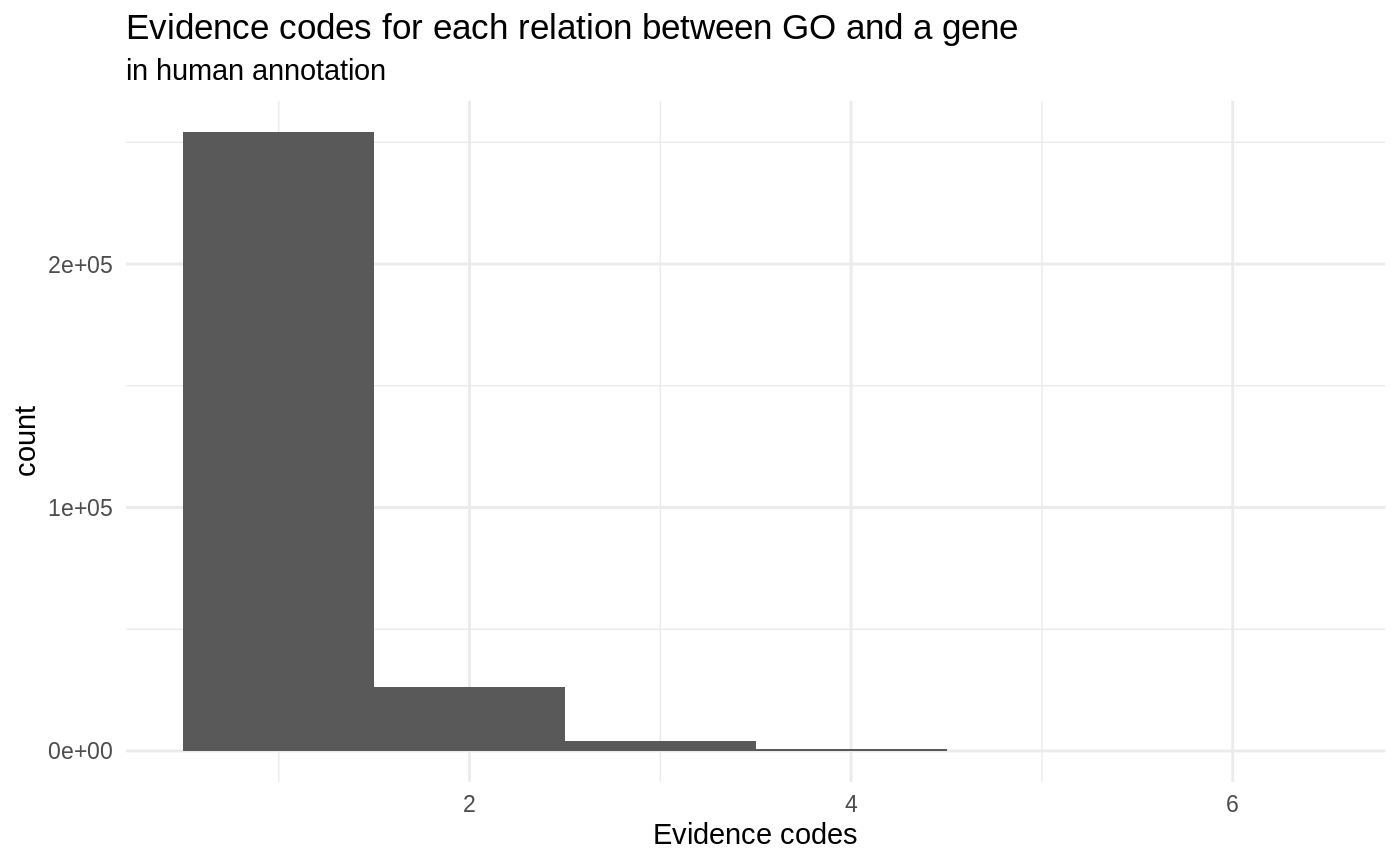 Evidence codes for each relation between GO and a gene
in human annotation
count
2e+05
1e+05
0e+00
2
4
6
Evidence codes